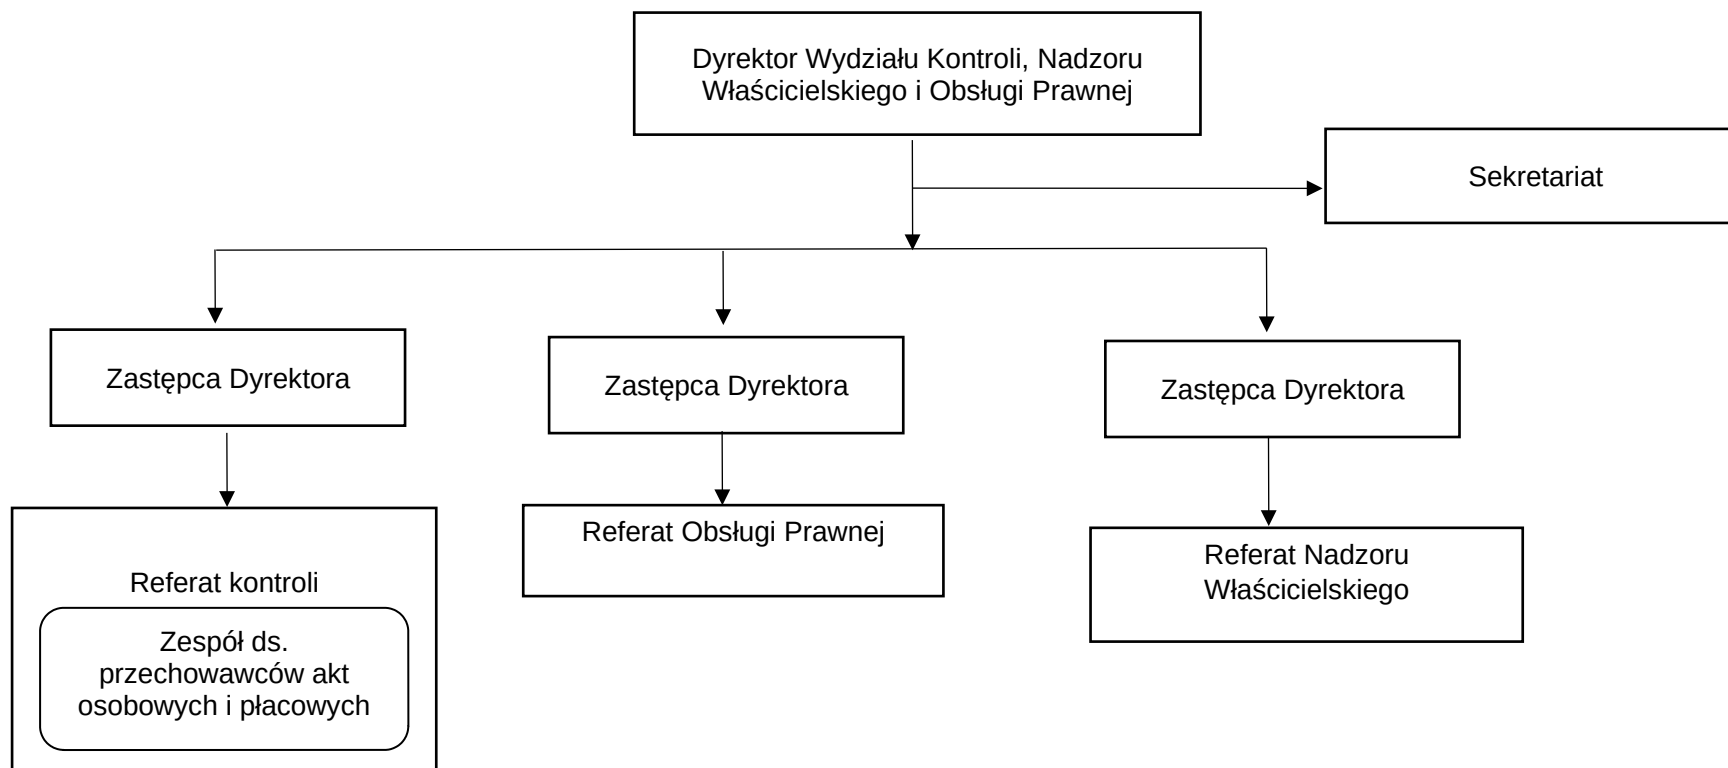 Dyrektor Wydziału Kontroli, Nadzoru
Właścicielskiego i Obsługi Prawnej
Sekretariat
Zastępca Dyrektora
Zastępca Dyrektora
Zastępca Dyrektora
Referat kontroli
Zespół ds.
przechowawców akt
osobowych i płacowych
Referat Obsługi Prawnej
Referat Nadzoru
Właścicielskiego